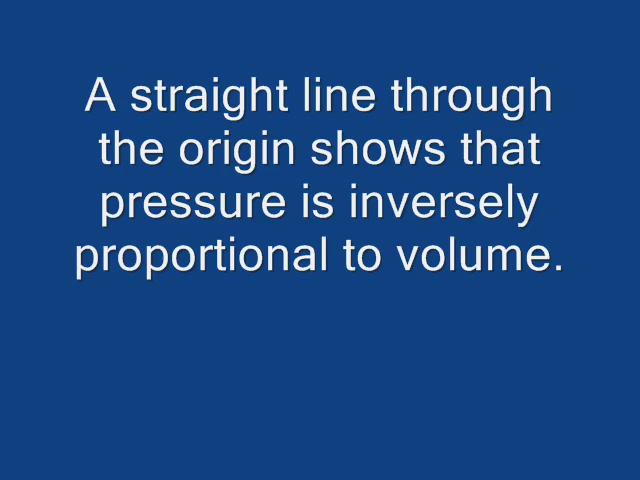 A straight line through
the origin shows that
pressure is inversely
proportional to volume.